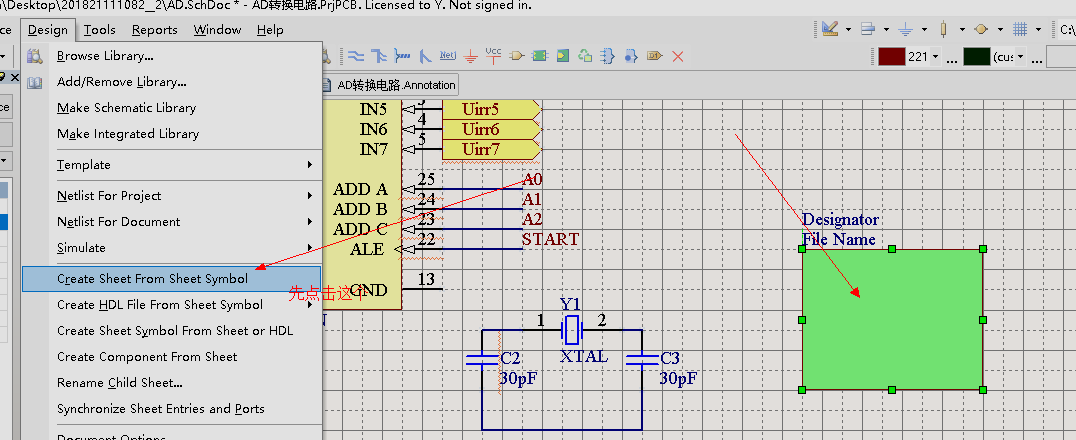 \Desktop\201821111082__2\AD.SchDoc * - AD转换电路.PrjPCB. Licensed to Y. Not signed in.
Design Tools Reports Window Help
C:\
Browse Library...
Net1 Vcc
221 ... (cus ...
Add/Remove Library...
AD转换电路.Annotation
Make Schematic Library
Make Integrated Library
Template
Netlist For Project
Netlist For Document
Simulate
Create Sheet From Sheet Symbol
先点击这个
Create HDL File From Sheet Symbol
Create Sheet Symbol From Sheet or HDL
Create Component From Sheet
Rename Child Sheet...
Synchronize Sheet Entries and Ports
Document Options...
IN5 Uirr5
IN6 4 Uirr6
IN7 5 Uirr7
ADD A 25 A0
ADD B 24 A1
ADD C 23 A2
ALE 22 START
GND 13
Designator
File Name
Y1
1 2
XTAL
C2
30pF
C3
30pF